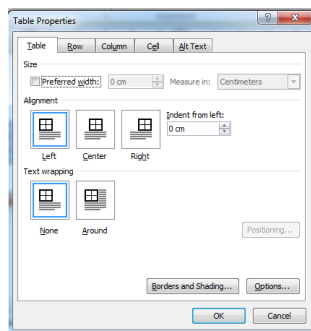 Table Properties
Table Row Column Cell Alt Text
Size
Preferred width: 0 cm Measure in: Centimeters
Alignment
Indent from left:
0 cm
Left Center Right
Text wrapping
None Around
Positioning...
Borders and Shading... Options...
OK Cancel